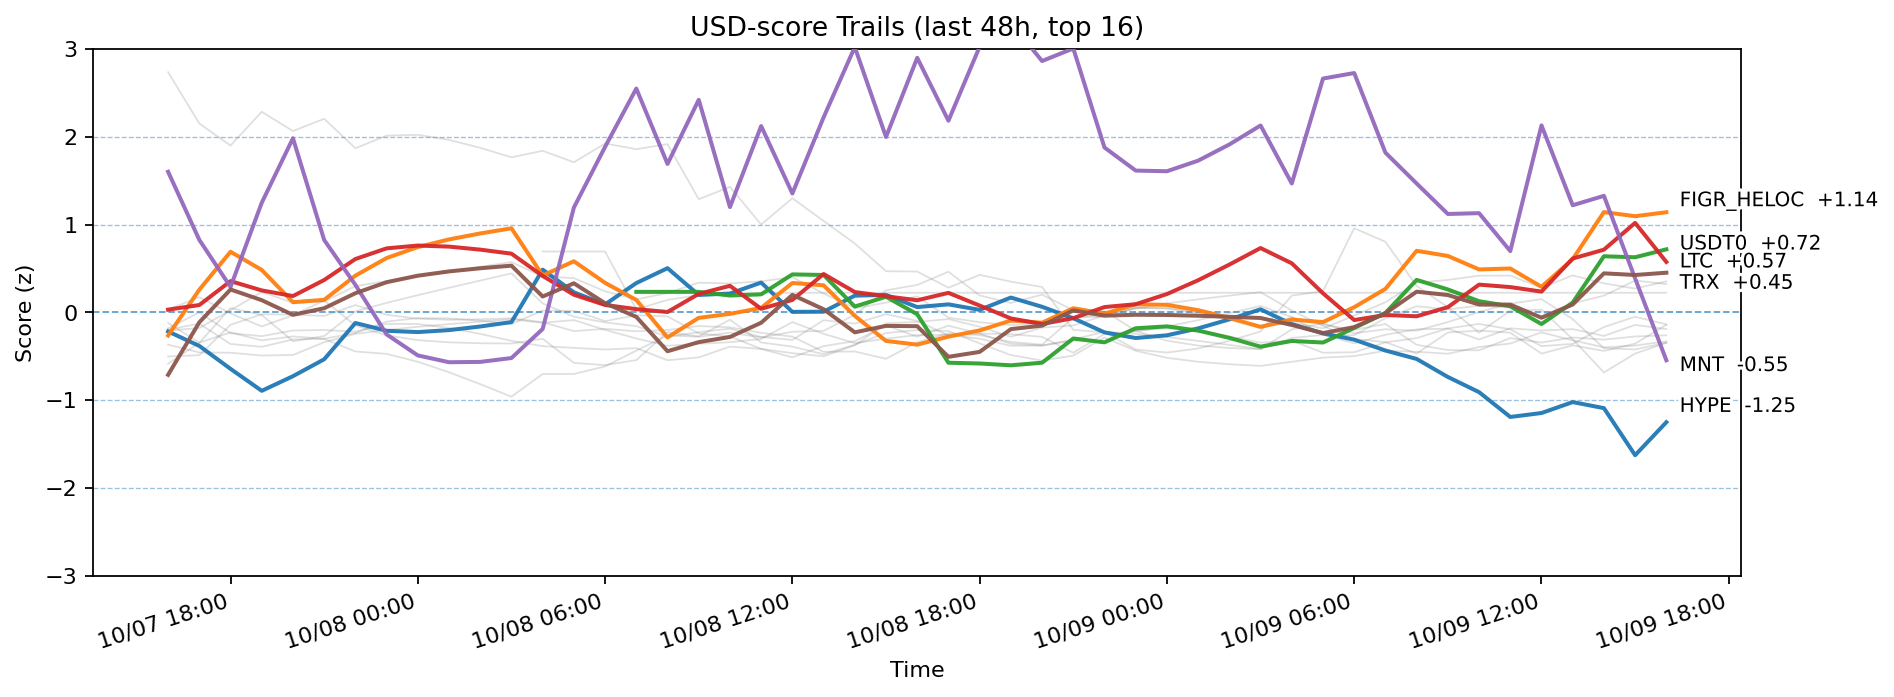 USD-score Trails (last 48h, top 16)
Score (z)
3
2
1
0
−1
−2
−3
FIGR_HELOC +1.14
USDT0 +0.72
LTC +0.57
TRX +0.45
MNT -0.55
HYPE -1.25
10/07 18:00
10/08 00:00
10/08 06:00
10/08 12:00
10/08 18:00
10/09 00:00
10/09 06:00
10/09 12:00
10/09 18:00
Time